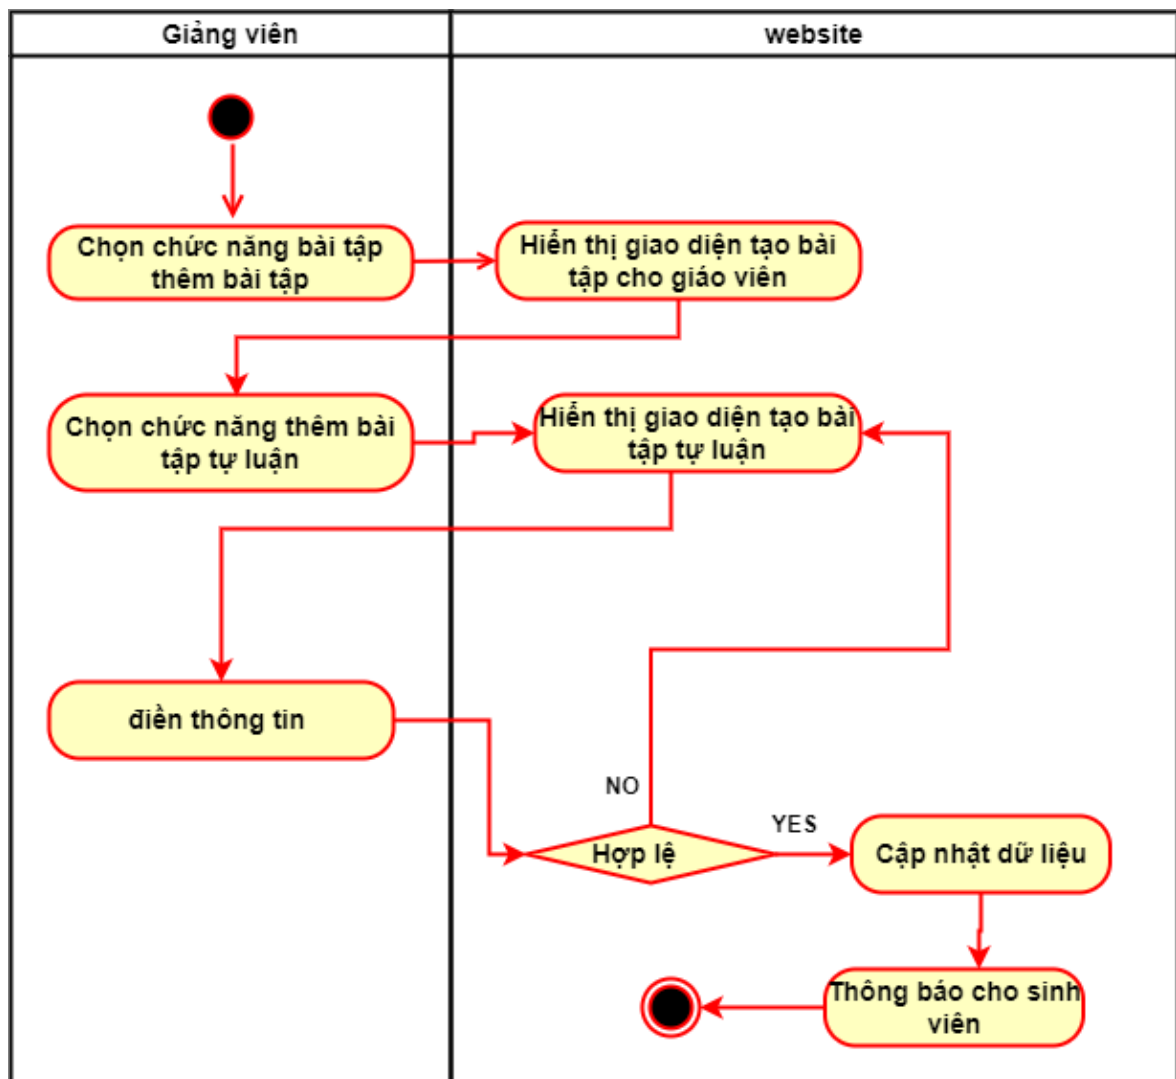 Giảng viên
website
Chọn chức năng bài tập
thêm bài tập
Hiển thị giao diện tạo bài
tập cho giáo viên
Chọn chức năng thêm bài
tập tự luận
Hiển thị giao diện tạo bài
tập tự luận
điền thông tin
NO
YES
Hợp lệ
Cập nhật dữ liệu
Thông báo cho sinh
viên